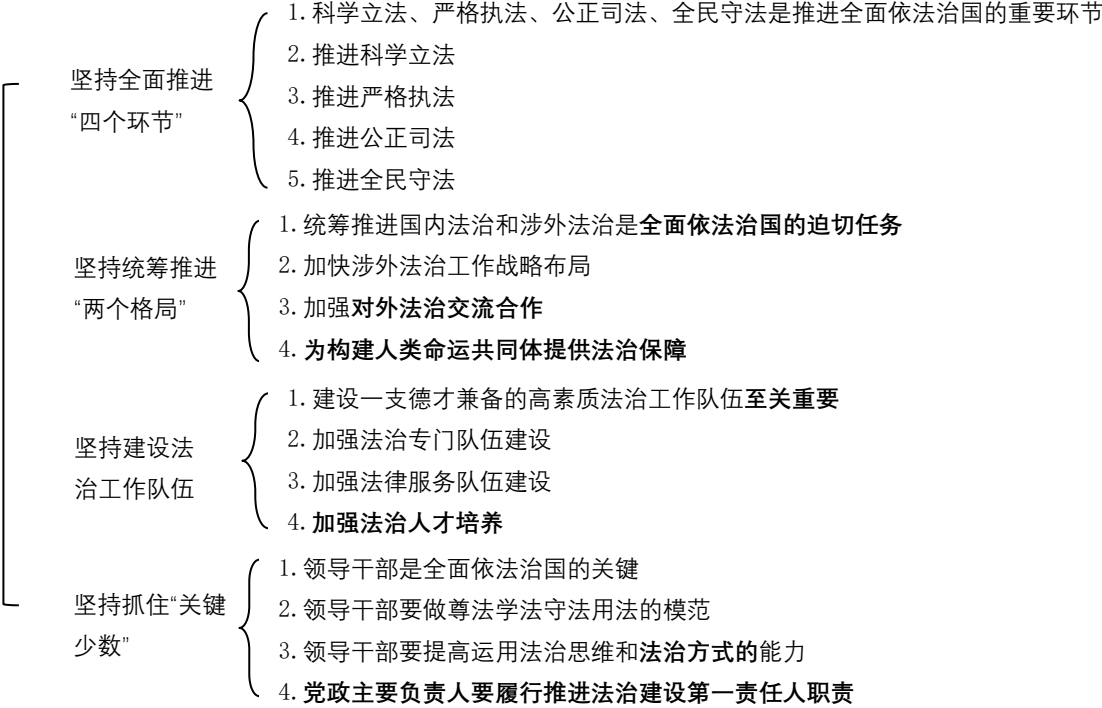 坚持全面推进
“四个环节”
1.科学立法、严格执法、公正司法、全民守法是推进全面依法治国的重要环节
2.推进科学立法
3.推进严格执法
4.推进公正司法
5.推进全民守法
坚持统筹推进
“两个格局”
1.统筹推进国内法治和涉外法治是全面依法治国的迫切任务
2.加快涉外法治工作战略布局
3.加强对外法治交流合作
4.为构建人类命运共同体提供法治保障
坚持建设法
治工作队伍
1.建设一支德才兼备的高素质法治工作队伍至关重要
2.加强法治专门队伍建设
3.加强法律服务队伍建设
4.加强法治人才培养
坚持抓住“关键
少数”
1.领导干部是全面依法治国的关键
2.领导干部要做尊法学法守法用法的模范
3.领导干部要提高运用法治思维和法治方式的能力
4.党政主要负责人要履行推进法治建设第一责任人职责